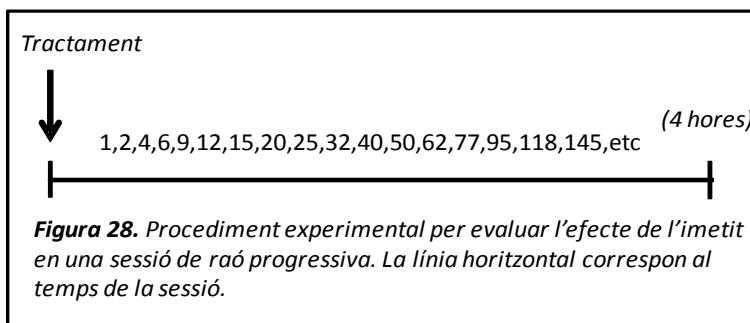 Tractament
(4 hores)
1,2,4,6,9,12,15,20,25,32,40,50,62,77,95,118,145,etc
Figura 28. Procediment experimental per evaluar l’efecte de l’imetit
en una sessió de raó progressiva. La línia horitzontal correspon al
temps de la sessió.